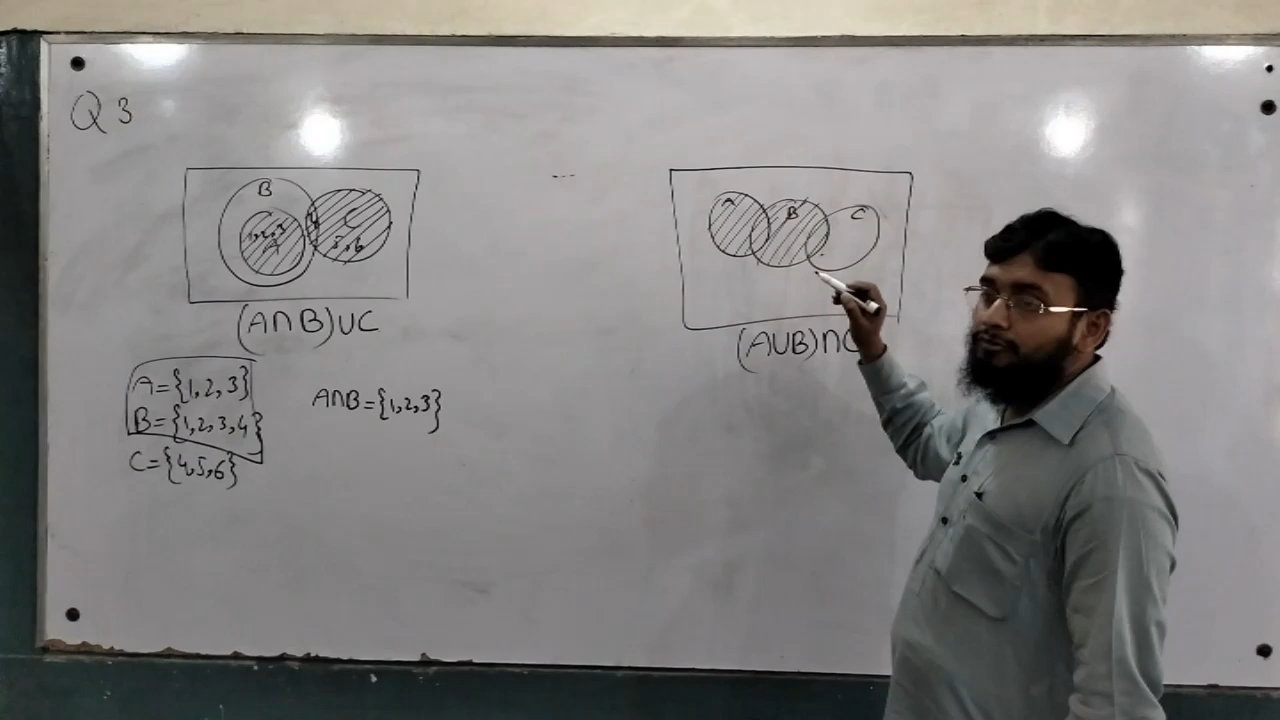 Q 3
B
1,2,3
A
4
C
5,6
(A∩B)∪C
A={1,2,3}
B={1,2,3,4}
C={4,5,6}
A∩B={1,2,3}
A
B
C
(A∪B)∩C